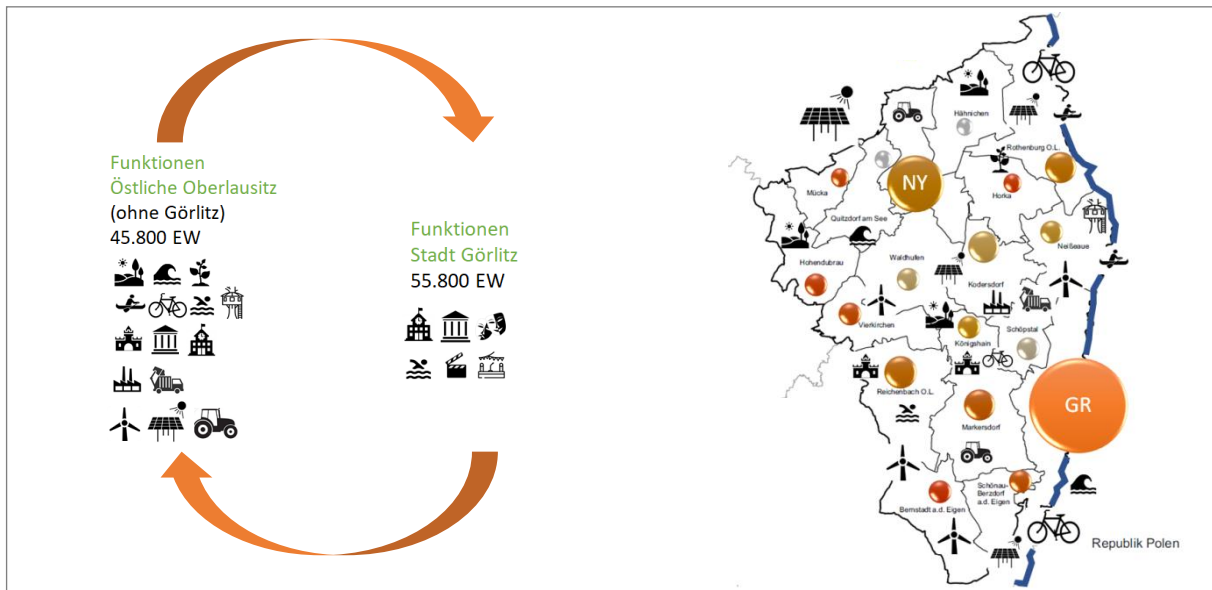 Funktionen
Östliche Oberlausitz
(ohne Görlitz)
45.800 EW
Funktionen
Stadt Görlitz
55.800 EW
Hähnichen
Rothenburg O.L.
NY
Mücka
Horka
Quitzdorf am See
Neißeaue
Waldhufen
Hohendubrau
Kodersdorf
C
Vierkirchen
Königshain
Schöpstal
Reichenbach O.L.
GR
Markersdorf
Schönau-
Berzdorf
a.d. Eigen
Bernstadt a.d. Eigen
Republik Polen